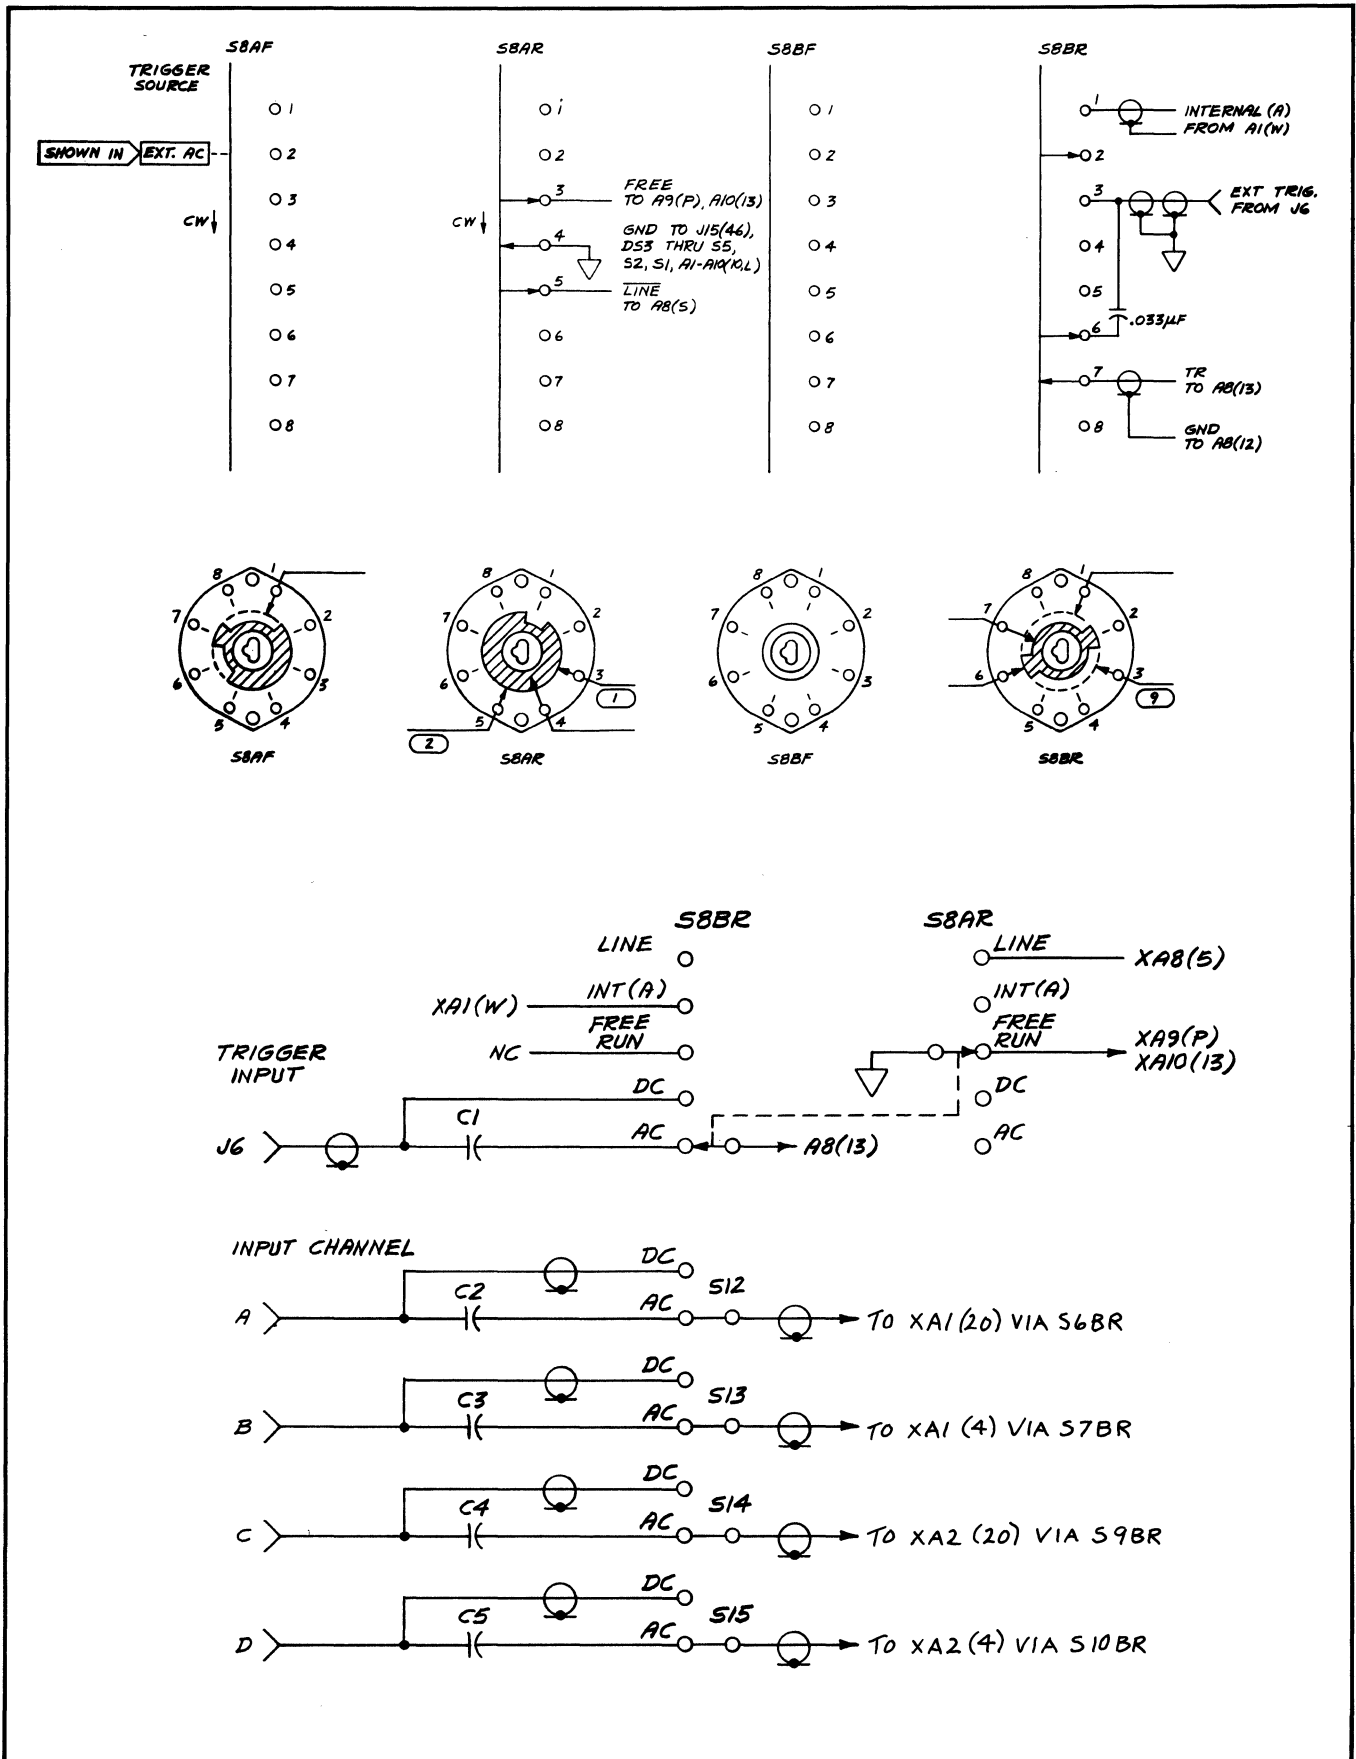 S8AF
S8AR
S8BF
S8BR
TRIGGER
SOURCE
SHOWN IN
EXT. AC
CW
1
2
3
4
5
6
7
8
CW
1
2
3
4
5
6
7
8
FREE
TO A9(P), A10(13)
GND TO J15(46),
DS3 THRU S5,
S2, S1, A1-A10(10,L)
LINE
TO A8(5)
1
2
3
4
5
6
7
8
1
2
3
4
5
6
7
8
INTERNAL (A)
FROM A1(W)
EXT TRIG.
FROM J6
.033µF
TR
TO A8(13)
GND
TO A8(12)
8
1
7
2
6
3
5
4
S8AF
8
1
7
2
6
3
1
5
4
2
S8AR
8
1
7
2
6
3
5
4
S8BF
8
1
7
2
6
3
9
5
4
S8BR
S8BR
S8AR
LINE
LINE
XA8(5)
XA1(W)
INT(A)
INT(A)
NC
FREE
RUN
FREE
RUN
XA9(P)
XA10(13)
TRIGGER
INPUT
DC
DC
J6
C1
AC
A8(13)
AC
INPUT CHANNEL
DC
S12
A
C2
AC
TO XA1(20) VIA S6BR
DC
S13
B
C3
AC
TO XA1 (4) VIA S7BR
DC
S14
C
C4
AC
TO XA2 (20) VIA S9BR
DC
S15
D
C5
AC
TO XA2(4) VIA S10BR